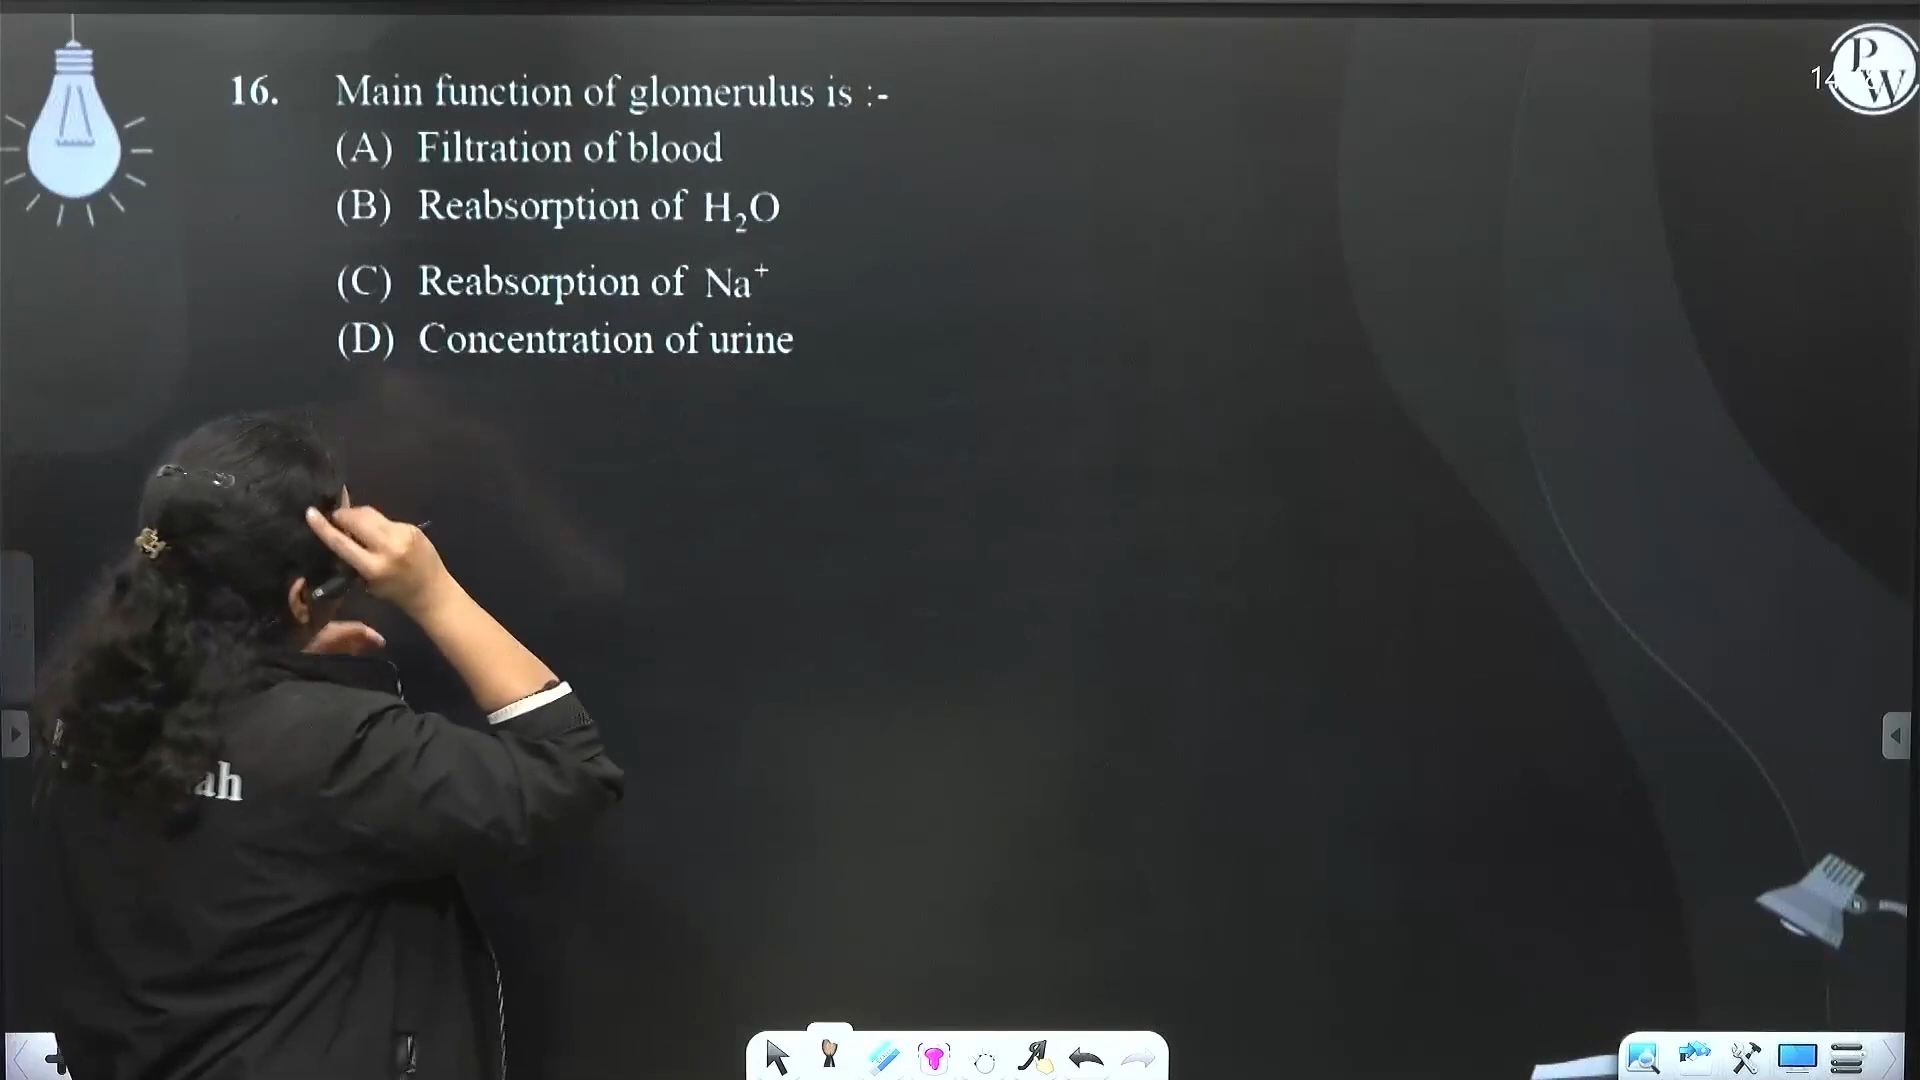 16. Main function of glomerulus is :-
(A) Filtration of blood
(B) Reabsorption of H₂O
(C) Reabsorption of Na⁺
(D) Concentration of urine
PW
ah